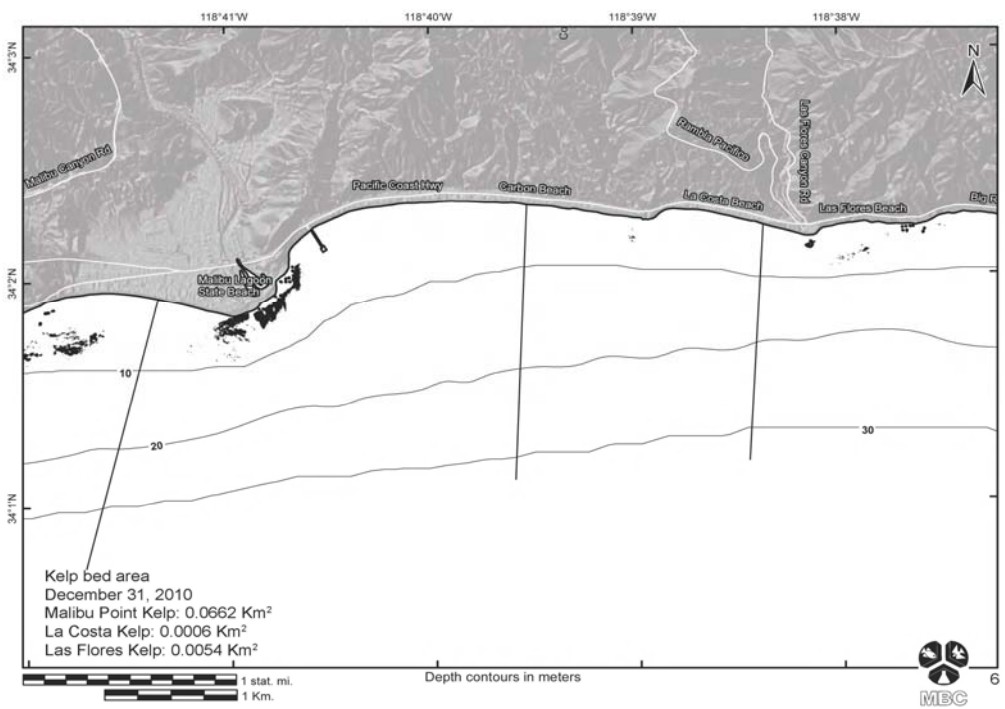 118°41'W
118°40'W
118°39'W
118°38'W
34°3'N
N
Malibu Canyon Rd
Rambla Pacifico
Las Flores Canyon Rd
Pacific Coast Hwy
Carbon Beach
La Costa Beach
Las Flores Beach
Big R
34°2'N
Malibu Lagoon
State Beach
10
20
30
34°1'N
Kelp bed area
December 31, 2010
Malibu Point Kelp: 0.0662 Km²
La Costa Kelp: 0.0006 Km²
Las Flores Kelp: 0.0054 Km²
1 stat. mi.
1 Km.
Depth contours in meters
MBC
6